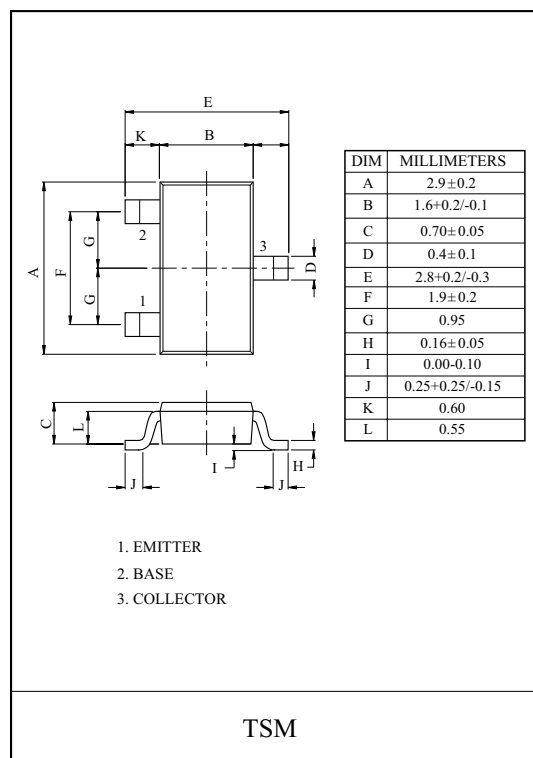 E
K B
2
3
G
A
F
D
G
1
C
L
I
H
J
J
DIM MILLIMETERS
A 2.9±0.2
B 1.6+0.2/-0.1
C 0.70±0.05
D 0.4±0.1
E 2.8+0.2/-0.3
F 1.9±0.2
G 0.95
H 0.16±0.05
I 0.00-0.10
J 0.25+0.25/-0.15
K 0.60
L 0.55
1. EMITTER
2. BASE
3. COLLECTOR
TSM